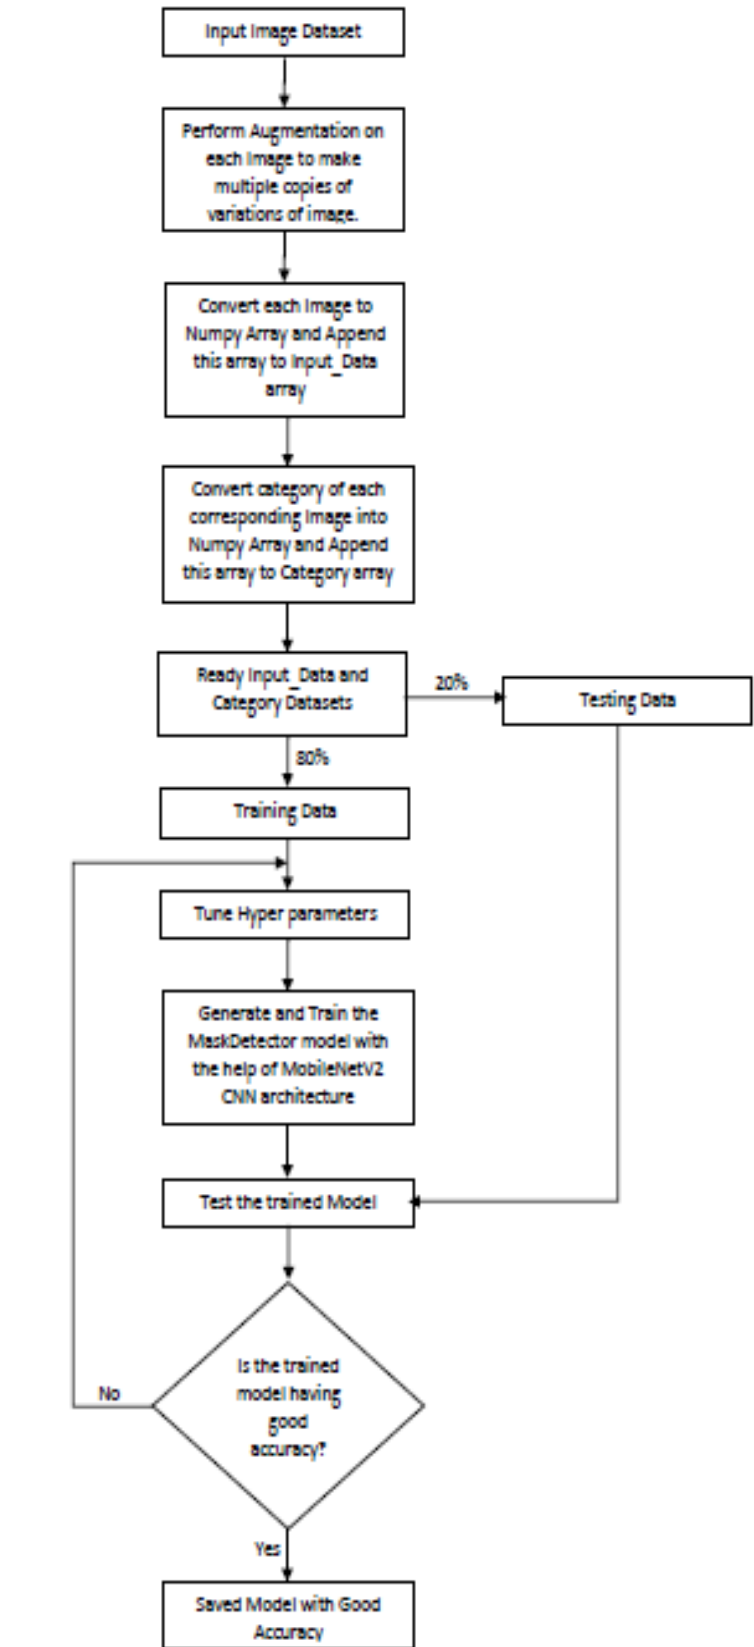 Input Image Dataset
Perform Augmentation on
each Image to make
multiple copies of
variations of image.
Convert each Image to
Numpy Array and Append
this array to Input_Data
array
Convert category of each
corresponding Image into
Numpy Array and Append
this array to Category array
Ready Input_Data and
Category Datasets
20%
Testing Data
80%
Training Data
Tune Hyper parameters
Generate and Train the
MaskDetector model with
the help of MobileNetV2
CNN architecture
Test the trained Model
Is the trained
model having
good
accuracy?
No
Yes
Saved Model with Good
Accuracy